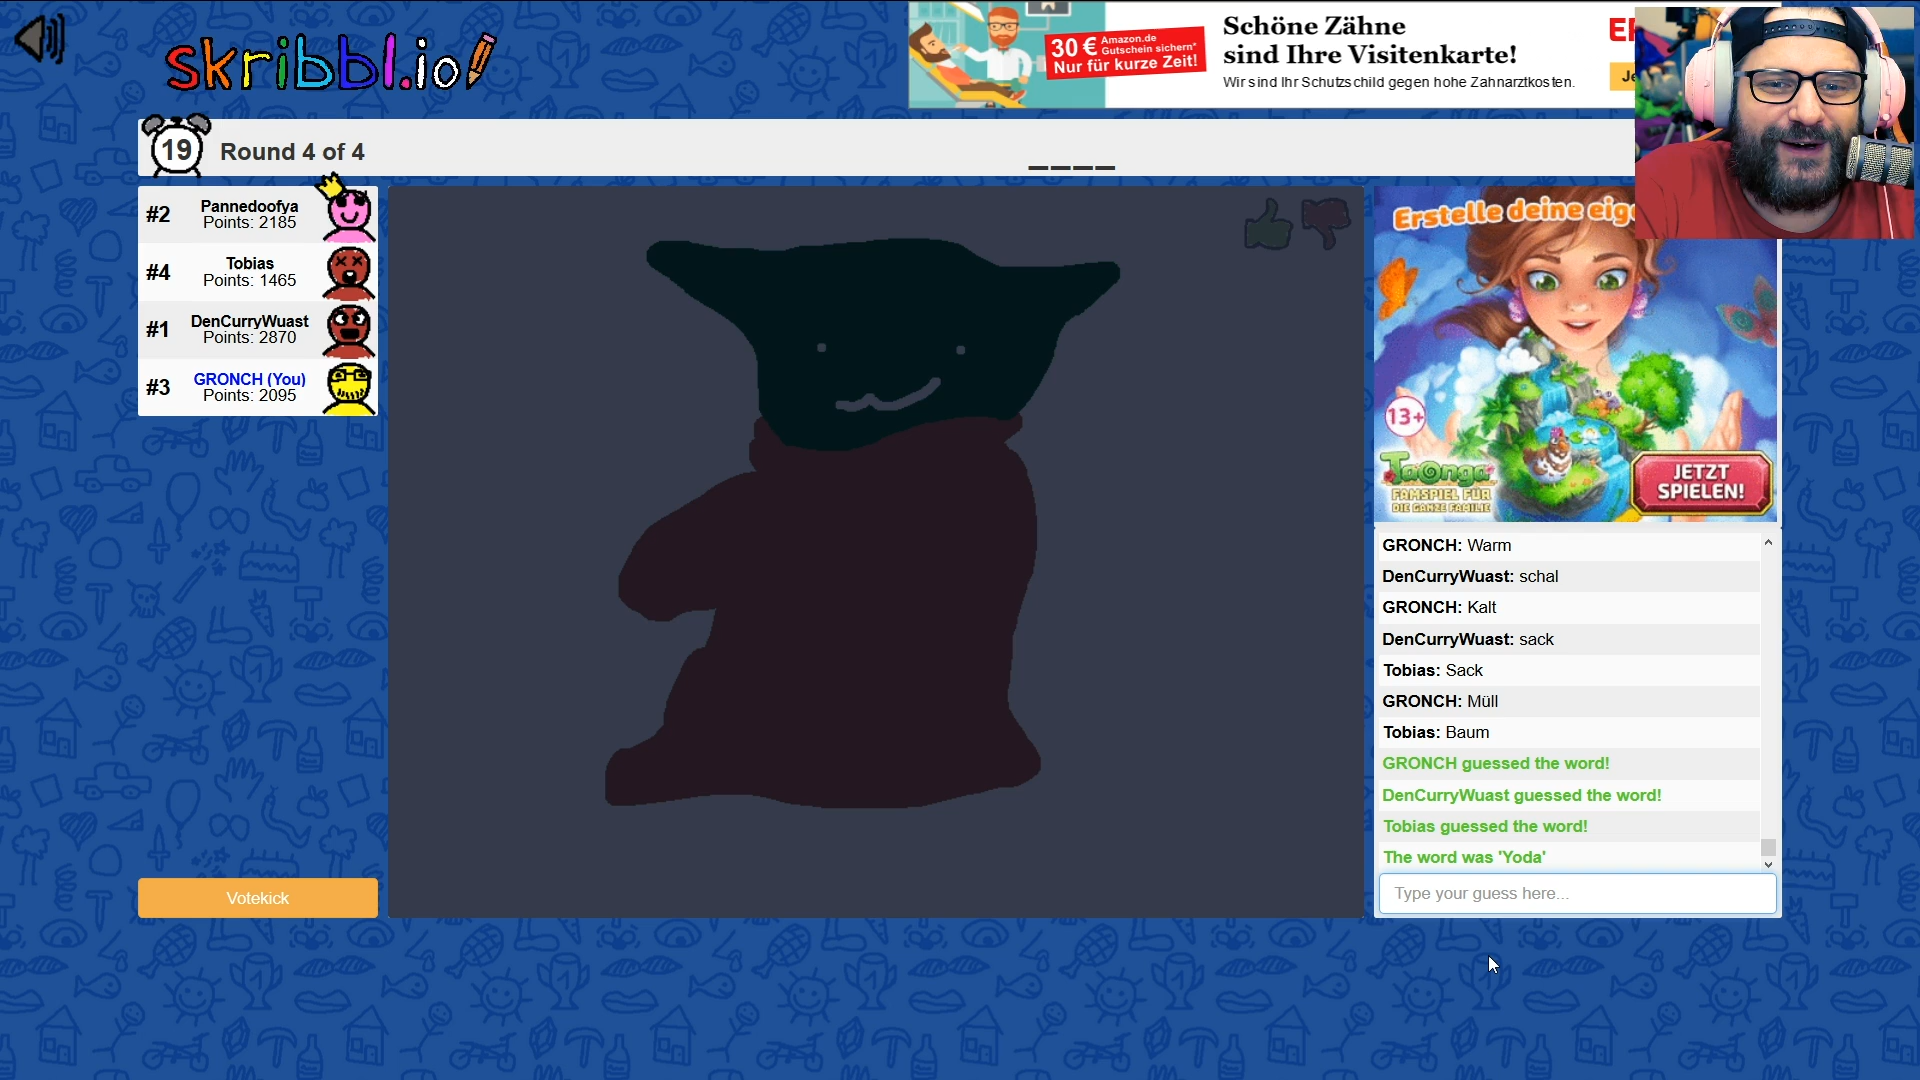 skribbl.io
30 € Amazon.de
Gutschein sichern*
Nur für kurze Zeit!
Schöne Zähne
sind Ihre Visitenkarte!
Wir sind Ihr Schutzschild gegen hohe Zahnarztkosten.
19
Round 4 of 4
#2
Pannedoofya
Points: 2185
#4
Tobias
Points: 1465
#1
DenCurryWuast
Points: 2870
#3
GRONCH (You)
Points: 2095
Votekick
Erstelle deine eig
13+
TaOnga
FAMSPIEL FÜR
DIE GANZE FAMILIE
JETZT
SPIELEN!
GRONCH: Warm
DenCurryWuast: schal
GRONCH: Kalt
DenCurryWuast: sack
Tobias: Sack
GRONCH: Müll
Tobias: Baum
GRONCH guessed the word!
DenCurryWuast guessed the word!
Tobias guessed the word!
The word was 'Yoda'
Type your guess here...